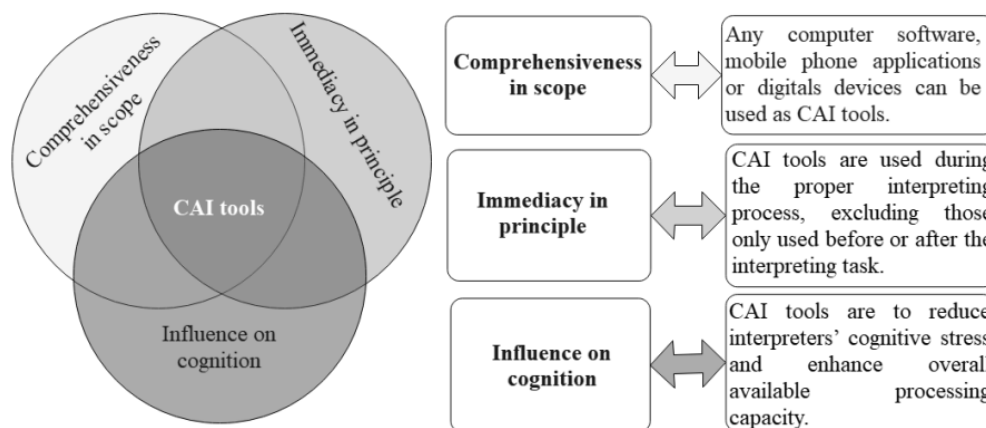 Comprehensiveness
in scope
Immediacy in principle
CAI tools
Influence on
cognition
Comprehensiveness
in scope
Any computer software,
mobile phone applications
or digitals devices can be
used as CAI tools.
Immediacy in
principle
CAI tools are used during
the proper interpreting
process, excluding those
only used before or after the
interpreting task.
Influence on
cognition
CAI tools are to reduce
interpreters’ cognitive stress
and enhance overall
available processing
capacity.